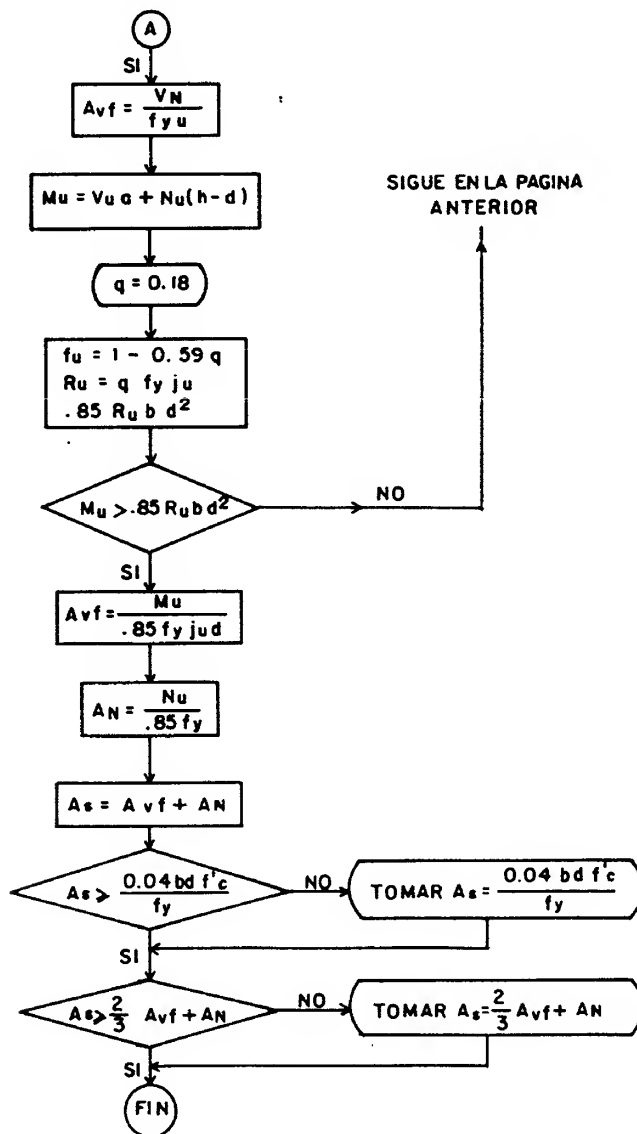 A
SI
Avf = VN / fyu
Mu = Vu a + Nu(h-d)
SIGUE EN LA PAGINA
ANTERIOR
q = 0.18
fu = 1 - 0.59 q
Ru = q fy ju
.85 Ru b d²
Mu > .85 Ru b d²
NO
SI
Avf = Mu / .85 fy jud
AN = Nu / .85 fy
As = Avf + AN
As ⩾ 0.04 bd f'c / fy
NO
TOMAR As = 0.04 bd f'c / fy
SI
As ⩾ 2/3 Avf + AN
NO
TOMAR As = 2/3 Avf + AN
SI
FIN